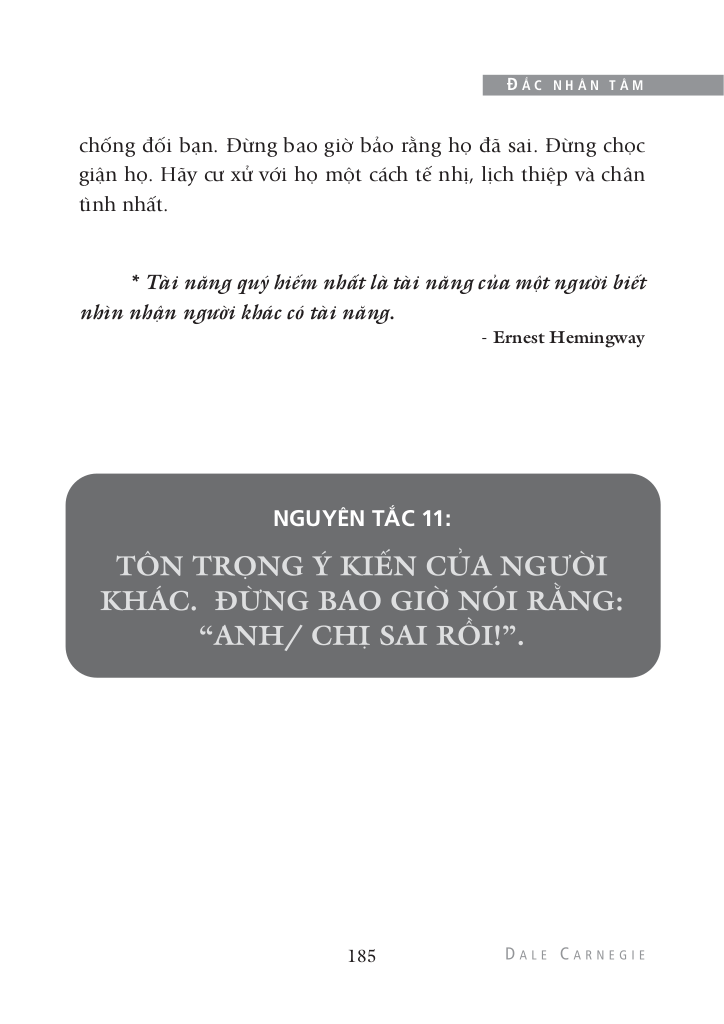 ĐẮC NHÂN TÂM
chống đối bạn. Đừng bao giờ bảo rằng họ đã sai. Đừng chọc
giận họ. Hãy cư xử với họ một cách tế nhị, lịch thiệp và chân
tình nhất.
* Tài năng quý hiếm nhất là tài năng của một người biết
nhìn nhận người khác có tài năng.
- Ernest Hemingway
NGUYÊN TẮC 11:
TÔN TRỌNG Ý KIẾN CỦA NGƯỜI
KHÁC. ĐỪNG BAO GIỜ NÓI RẰNG:
“ANH/ CHỊ SAI RỒI!”.
185
DALE CARNEGIE